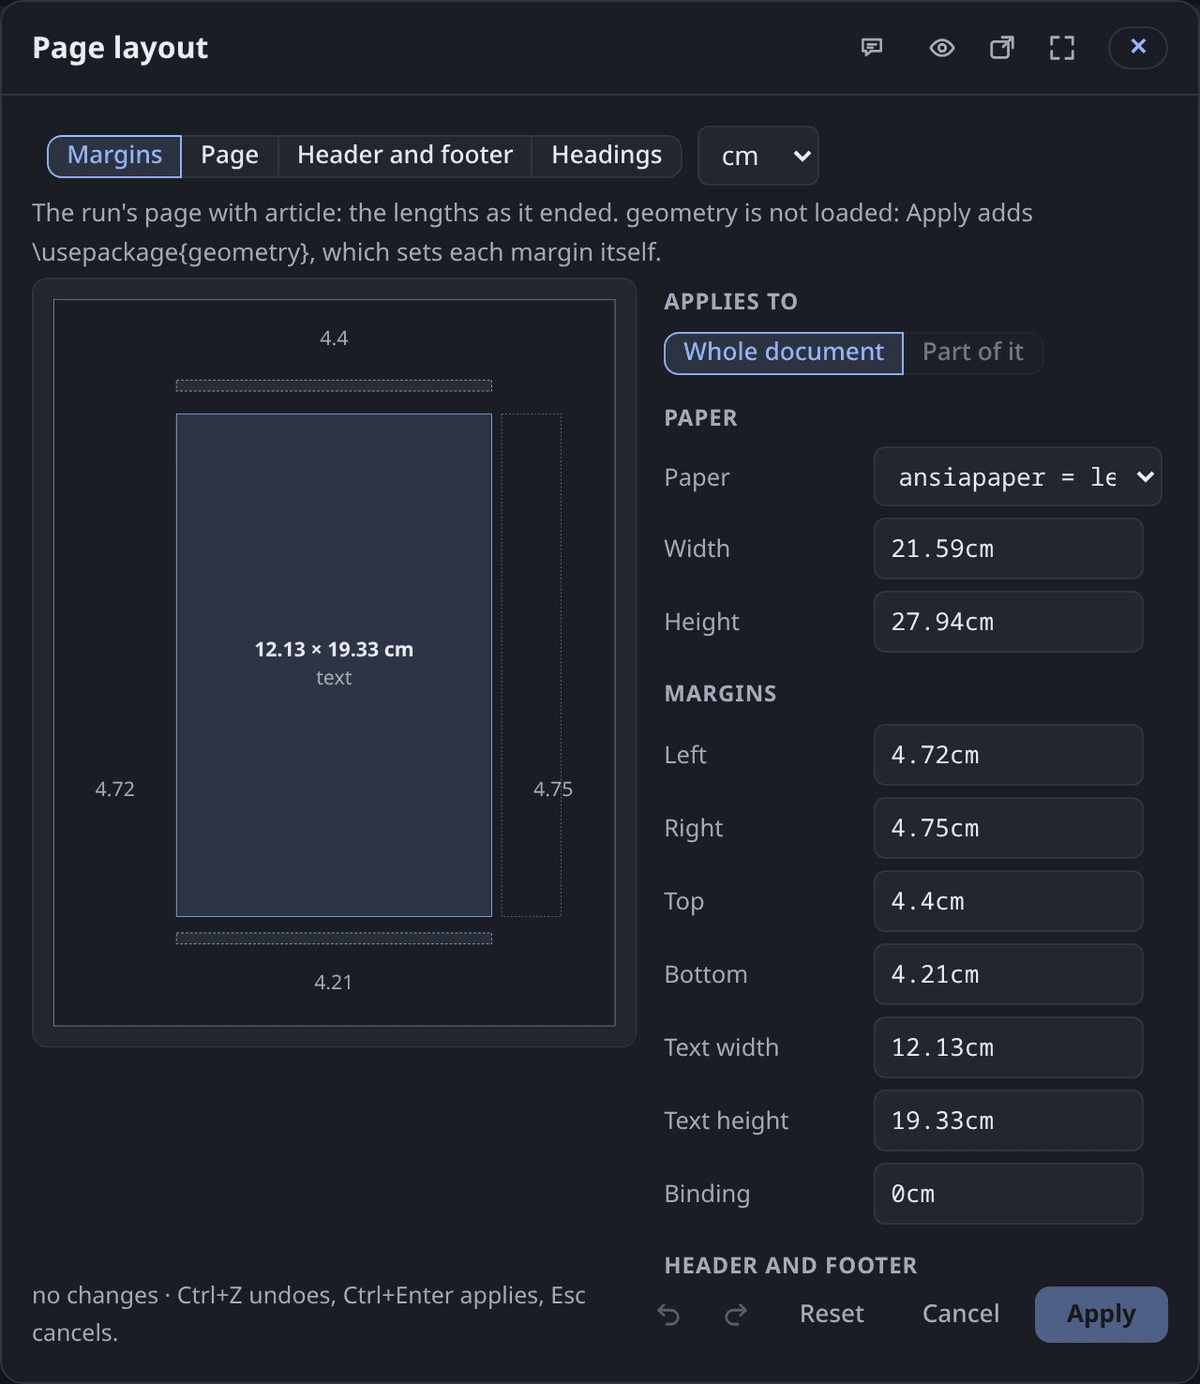 Page layout
Margins
Page
Header and footer
Headings
cm
The run's page with article: the lengths as it ended. geometry is not loaded: Apply adds
\usepackage{geometry}, which sets each margin itself.
4.4
12.13 × 19.33 cm
text
4.72
4.75
4.21
APPLIES TO
Whole document
Part of it
PAPER
Paper
ansiapaper = le
Width
21.59cm
Height
27.94cm
MARGINS
Left
4.72cm
Right
4.75cm
Top
4.4cm
Bottom
4.21cm
Text width
12.13cm
Text height
19.33cm
Binding
0cm
HEADER AND FOOTER
no changes · Ctrl+Z undoes, Ctrl+Enter applies, Esc
cancels.
Reset
Cancel
Apply